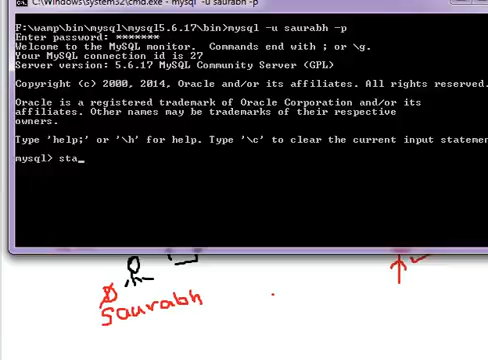 C:\Windows\system32\cmd.exe - mysql -u saurabh -p
F:\wamp\bin\mysql\mysql5.6.17\bin>mysql -u saurabh -p
Enter password: ********
Welcome to the MySQL monitor.  Commands end with ; or \g.
Your MySQL connection id is 27
Server version: 5.6.17 MySQL Community Server (GPL)
Copyright (c) 2000, 2014, Oracle and/or its affiliates. All rights reserved.
Oracle is a registered trademark of Oracle Corporation and/or its
affiliates. Other names may be trademarks of their respective
owners.
Type 'help;' or '\h' for help. Type '\c' to clear the current input statemen
mysql> sta_
Saurabh